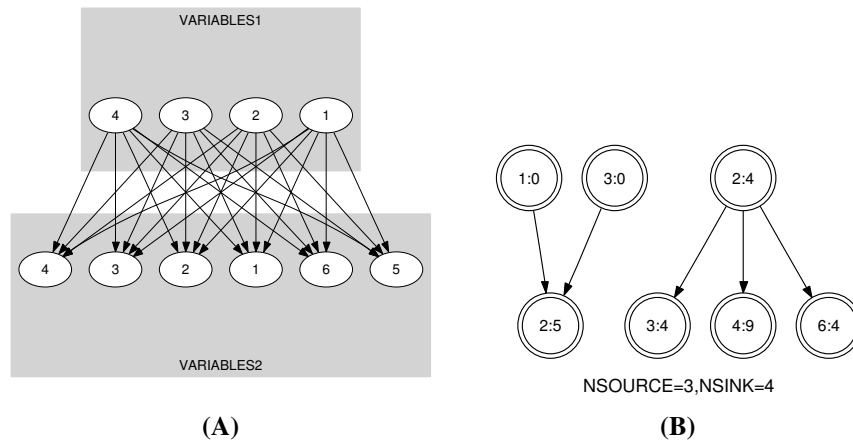 VARIABLES1
4 3 2 1
1:0 3:0 2:4
4 3 2 1 6 5
2:5 3:4 4:9 6:4
VARIABLES2
NSOURCE=3,NSINK=4
(A) (B)